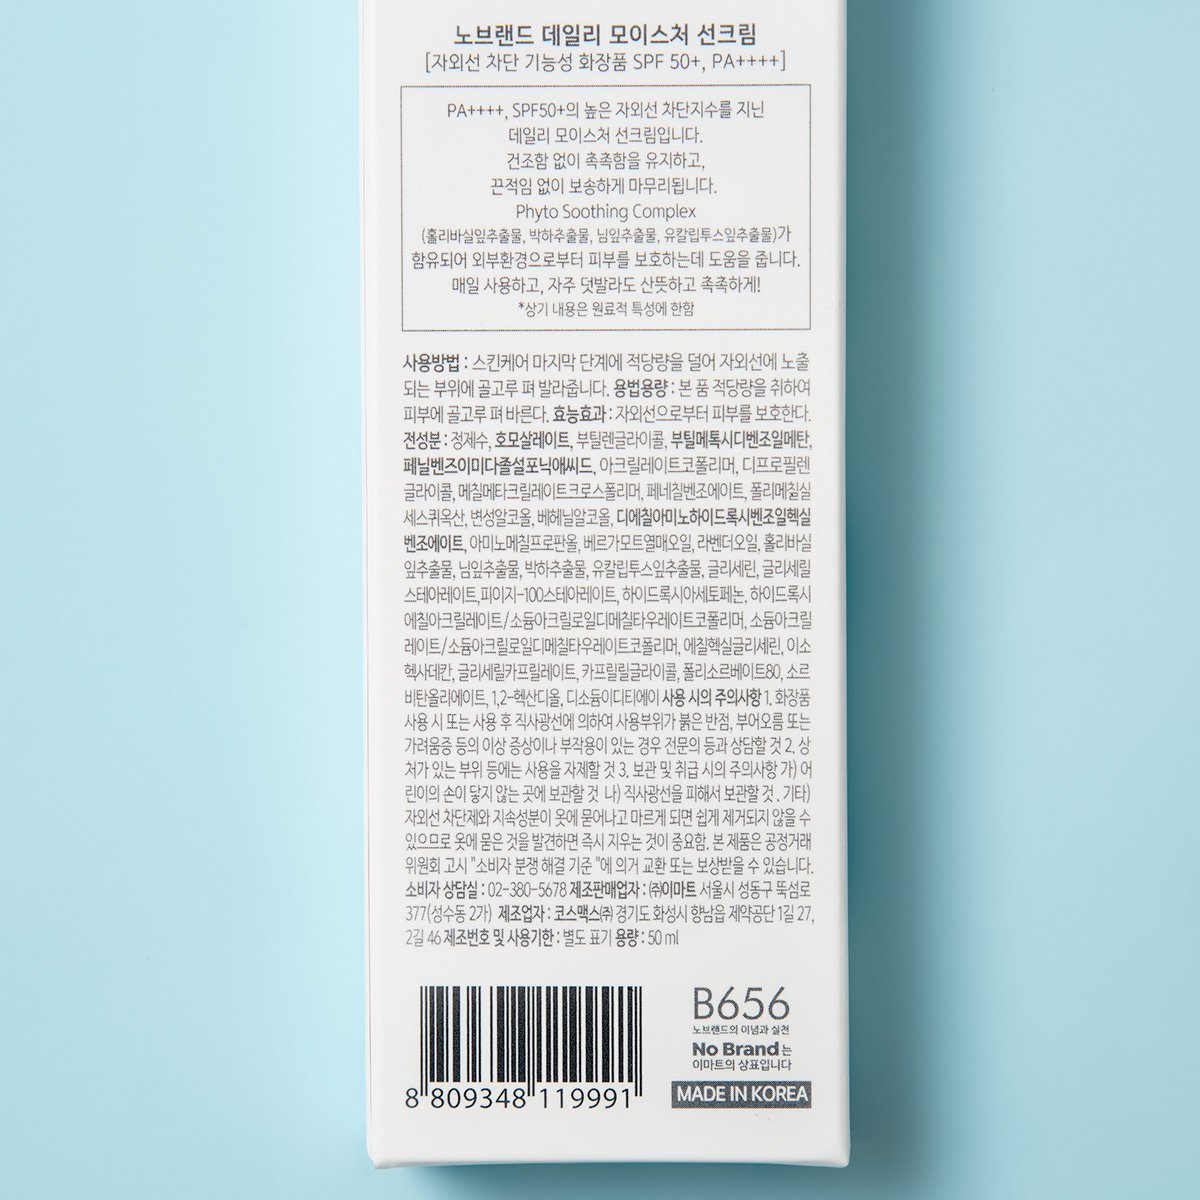 노브랜드 데일리 모이스처 선크림
[자외선 차단 기능성 화장품 SPF 50+, PA++++]
PA++++, SPF50+의 높은 자외선 차단지수를 지닌
데일리 모이스처 선크림입니다.
건조함 없이 촉촉함을 유지하고,
끈적임 없이 보송하게 마무리됩니다.
Phyto Soothing Complex
(홀리바실잎추출물, 박하추출물, 님잎추출물, 유칼립투스잎추출물)가
함유되어 외부환경으로부터 피부를 보호하는데 도움을 줍니다.
매일 사용하고, 자주 덧발라도 산뜻하고 촉촉하게!
*상기 내용은 원료적 특성에 한함
사용방법 : 스킨케어 마지막 단계에 적당량을 덜어 자외선에 노출
되는 부위에 골고루 펴 발라줍니다. 용법용량 : 본 품 적당량을 취하여
피부에 골고루 펴 바른다. 효능효과 : 자외선으로부터 피부를 보호한다.
전성분 : 정제수, 호모살레이트, 부틸렌글라이콜, 부틸메톡시디벤조일메탄,
페닐벤즈이미다졸설포닉애씨드, 아크릴레이트코폴리머, 디프로필렌
글라이콜, 메칠메타크릴레이트크로스폴리머, 페네칠벤조에이트, 폴리메칠실
세스퀴옥산, 변성알코올, 베헤닐알코올, 디에칠아미노하이드록시벤조일헥실
벤조에이트, 아미노메칠프로판올, 베르가모트열매오일, 라벤더오일, 홀리바실
잎추출물, 님잎추출물, 박하추출물, 유칼립투스잎추출물, 글리세린, 글리세릴
스테아레이트,피이지-100스테아레이트, 하이드록시아세토페논, 하이드록시
에칠아크릴레이트/소듐아크릴로일디메칠타우레이트코폴리머, 소듐아크릴
레이트/소듐아크릴로일디메칠타우레이트코폴리머, 에칠헥실글리세린, 이소
헥사데칸, 글리세릴카프릴레이트, 카프릴릴글라이콜, 폴리소르베이트80, 소르
비탄올리에이트, 1,2-헥산디올, 디소듐이디티에이 사용 시의 주의사항 1. 화장품
사용 시 또는 사용 후 직사광선에 의하여 사용부위가 붉은 반점, 부어오름 또는
가려움증 등의 이상 증상이나 부작용이 있는 경우 전문의 등과 상담할 것 2. 상
처가 있는 부위 등에는 사용을 자제할 것 3. 보관 및 취급 시의 주의사항 가) 어
린이의 손이 닿지 않는 곳에 보관할 것 나) 직사광선을 피해서 보관할 것 . 기타)
자외선 차단제와 지속성분이 옷에 묻어나고 마르게 되면 쉽게 제거되지 않을 수
있으므로 옷에 묻은 것을 발견하면 즉시 지우는 것이 중요함. 본 제품은 공정거래
위원회 고시 "소비자 분쟁 해결 기준 "에 의거 교환 또는 보상받을 수 있습니다.
소비자 상담실 : 02-380-5678 제조판매업자 : ㈜이마트 서울시 성동구 뚝섬로
377(성수동 2가) 제조업자 : 코스맥스㈜ 경기도 화성시 향남읍 제약공단 1길 27,
2길 46 제조번호 및 사용기한 : 별도 표기 용량 : 50 ml
B656
노브랜드의 이념과 실천
No Brand 는
이마트의 상표입니다
MADE IN KOREA
8 809348 119991